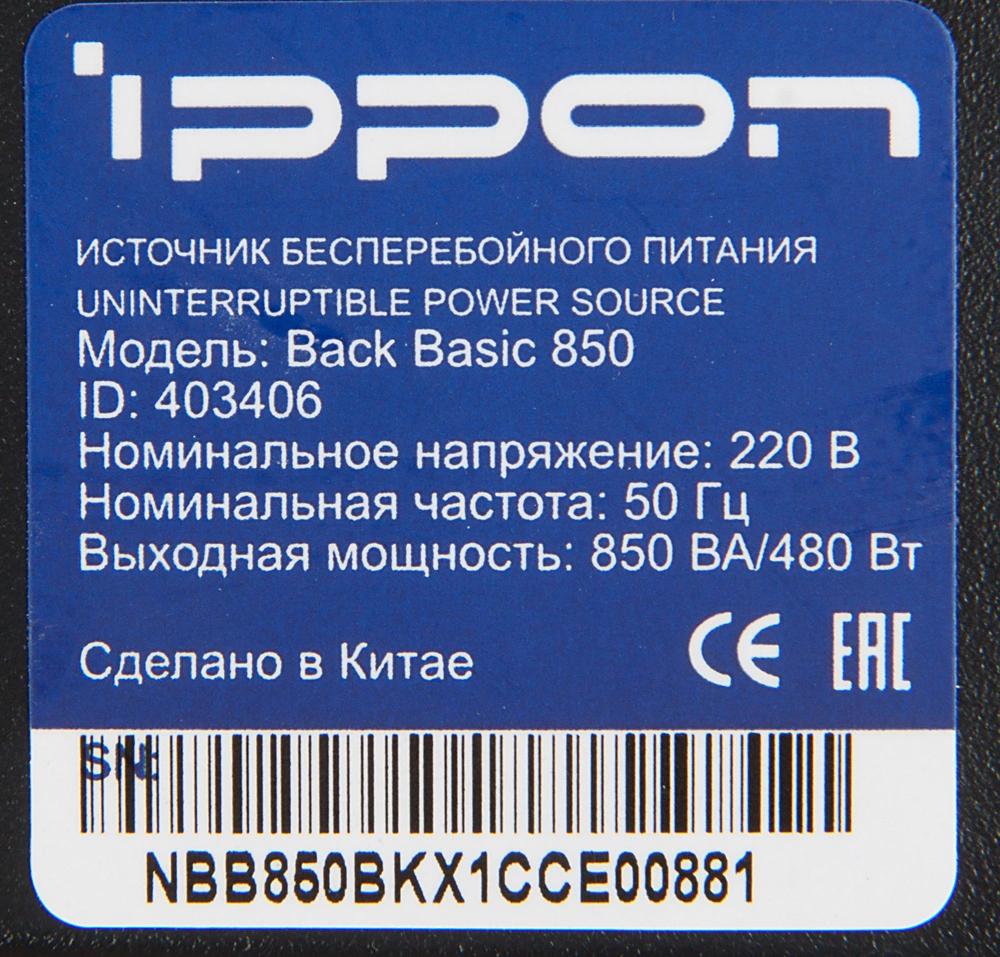 ippon
ИСТОЧНИК БЕСПЕРЕБОЙНОГО ПИТАНИЯ
UNINTERRUPTIBLE POWER SOURCE
Модель: Back Basic 850
ID: 403406
Номинальное напряжение: 220 В
Номинальная частота: 50 Гц
Выходная мощность: 850 ВА/480 Вт
Сделано в Китае CE EAC
SN:
NBB850BKX1CCE00881